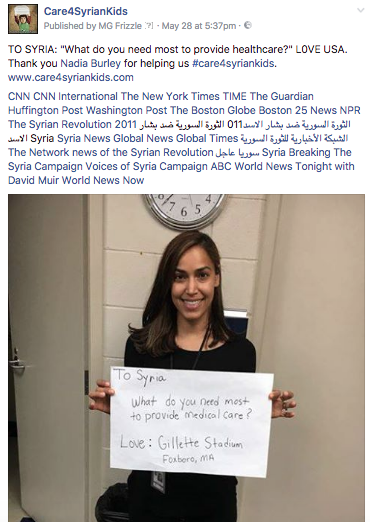 Care4SyrianKids
Published by MG Frizzle [?] · May 28 at 5:37pm ·
TO SYRIA: "What do you need most to provide healthcare?" LOVE USA.
Thank you Nadia Burley for helping us #care4syriankids.
www.care4syriankids.com
CNN CNN International The New York Times TIME The Guardian
Huffington Post Washington Post The Boston Globe Boston 25 News NPR
The Syrian Revolution 2011 الثورة السورية ضد بشار الاسد011 الثورة السورية ضد بشار
الاسد Syria Syria News Global News Global Times الشبكة الأخبارية للثورة السورية
The Network news of the Syrian Revolution سوريا عاجل Syria Breaking The
Syria Campaign Voices of Syria Campaign ABC World News Tonight with
David Muir World News Now
7 6 5 4
To Syria
What do you need most
to provide medical care?
Love: Gillette Stadium
Foxboro, MA